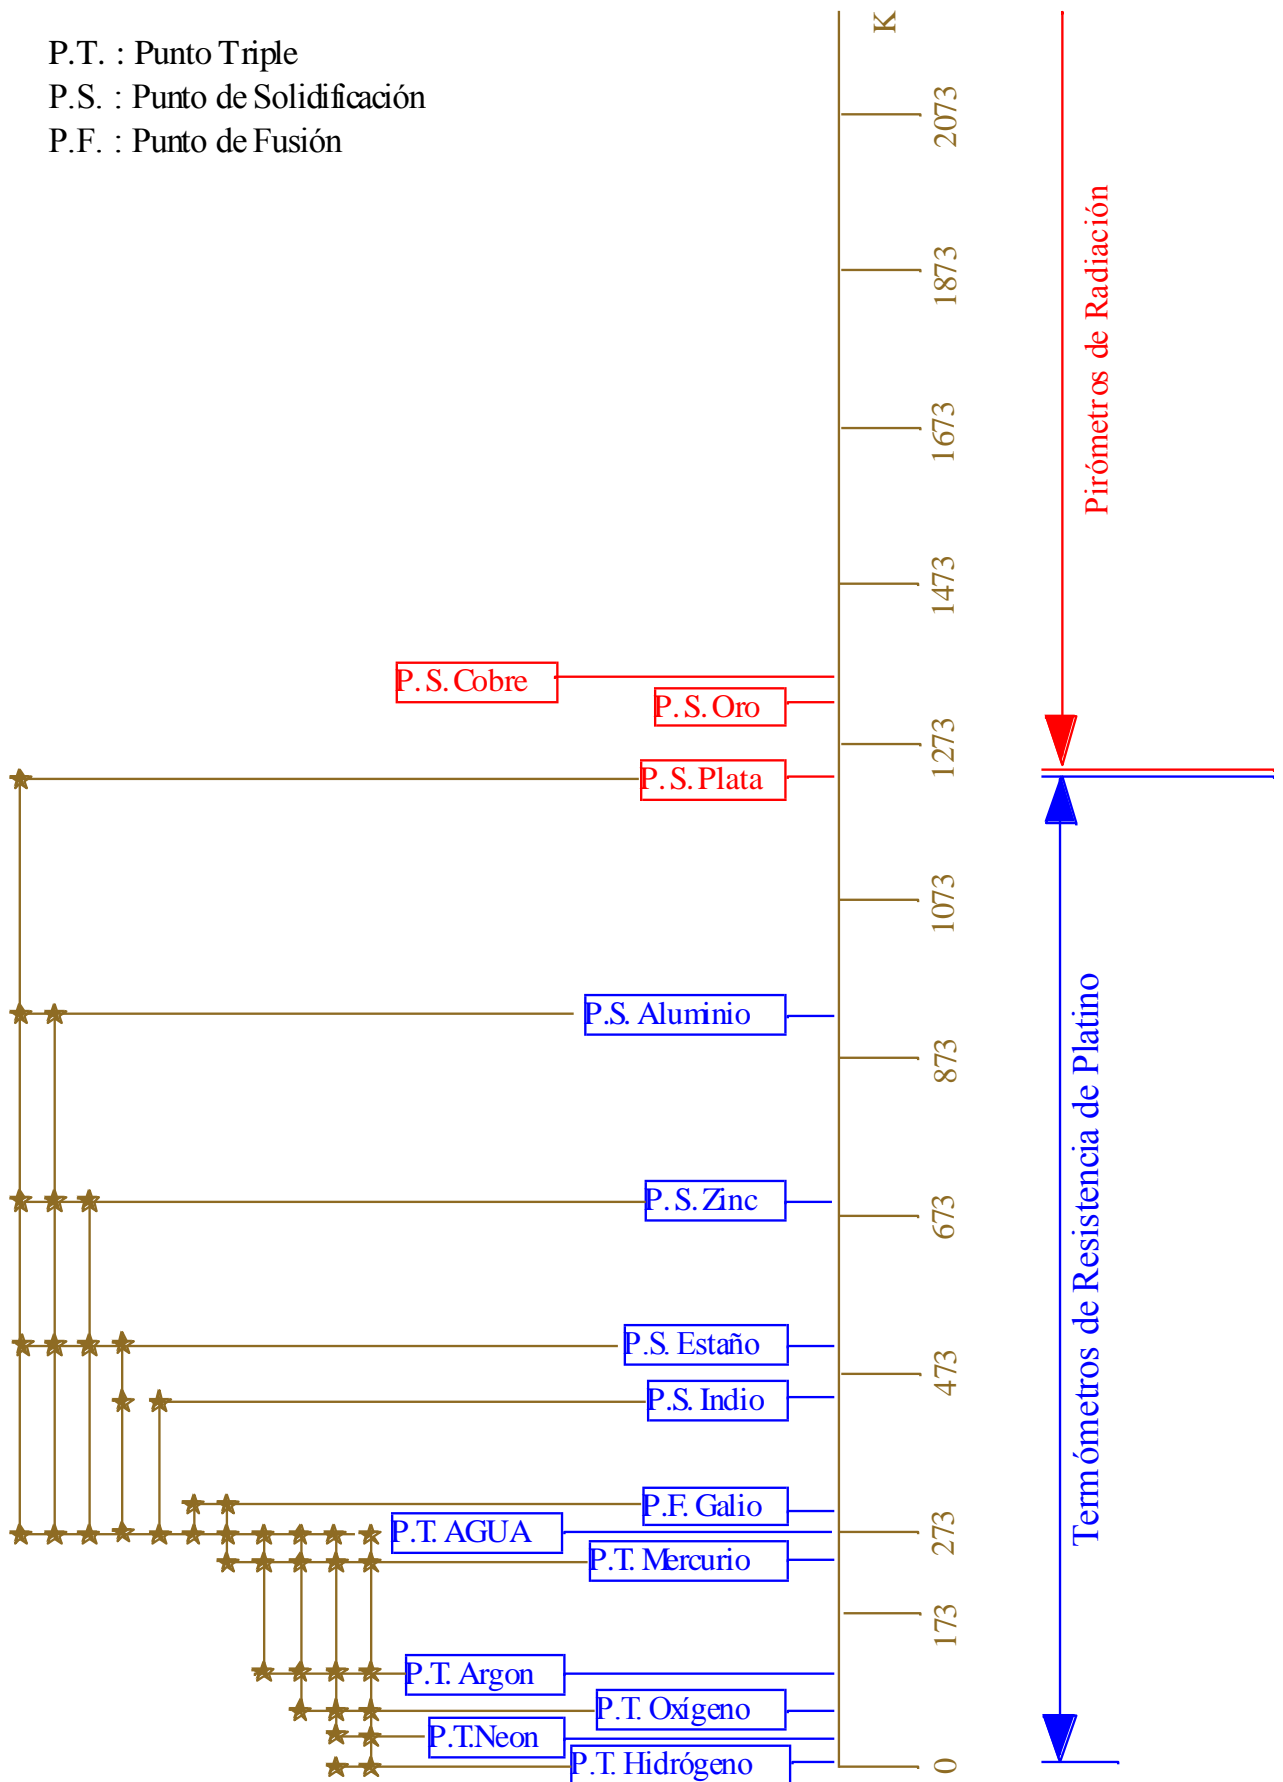 P.T. : Punto Triple
P.S. : Punto de Solidificación
P.F. : Punto de Fusión
K
2073
1873
1673
1473
1273
1073
873
673
473
273
173
0
Pirómetros de Radiación
Termómetros de Resistencia de Platino
P.S. Cobre
P.S. Oro
P.S. Plata
P.S. Aluminio
P.S. Zinc
P.S. Estaño
P.S. Indio
P.F. Galio
P.T. AGUA
P.T. Mercurio
P.T. Argon
P.T. Oxígeno
P.T.Neon
P.T. Hidrógeno